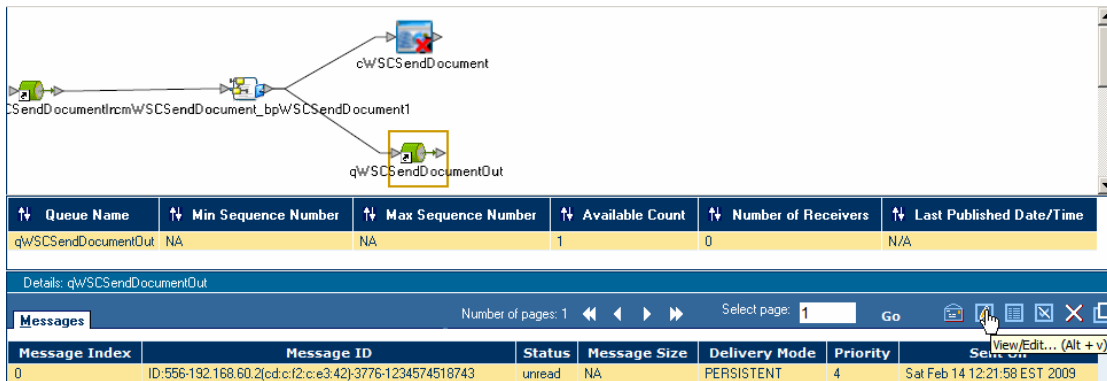 cWSCSendDocument
CSendDocumentIrcmWSCSendDocument_bpWSCSendDocument1
qWSCSendDocumentOut
Queue Name Min Sequence Number Max Sequence Number Available Count Number of Receivers Last Published Date/Time
qWSCSendDocumentOut NA NA 1 0 N/A
Details: qWSCSendDocumentOut
Messages Number of pages: 1 Select page: 1 Go
View/Edit... (Alt + v)
Message Index Message ID Status Message Size Delivery Mode Priority Sent On
0 ID:556-192.168.60.2(cd:c:f2:c:e3:42)-3776-1234574518743 unread NA PERSISTENT 4 Sat Feb 14 12:21:58 EST 2009